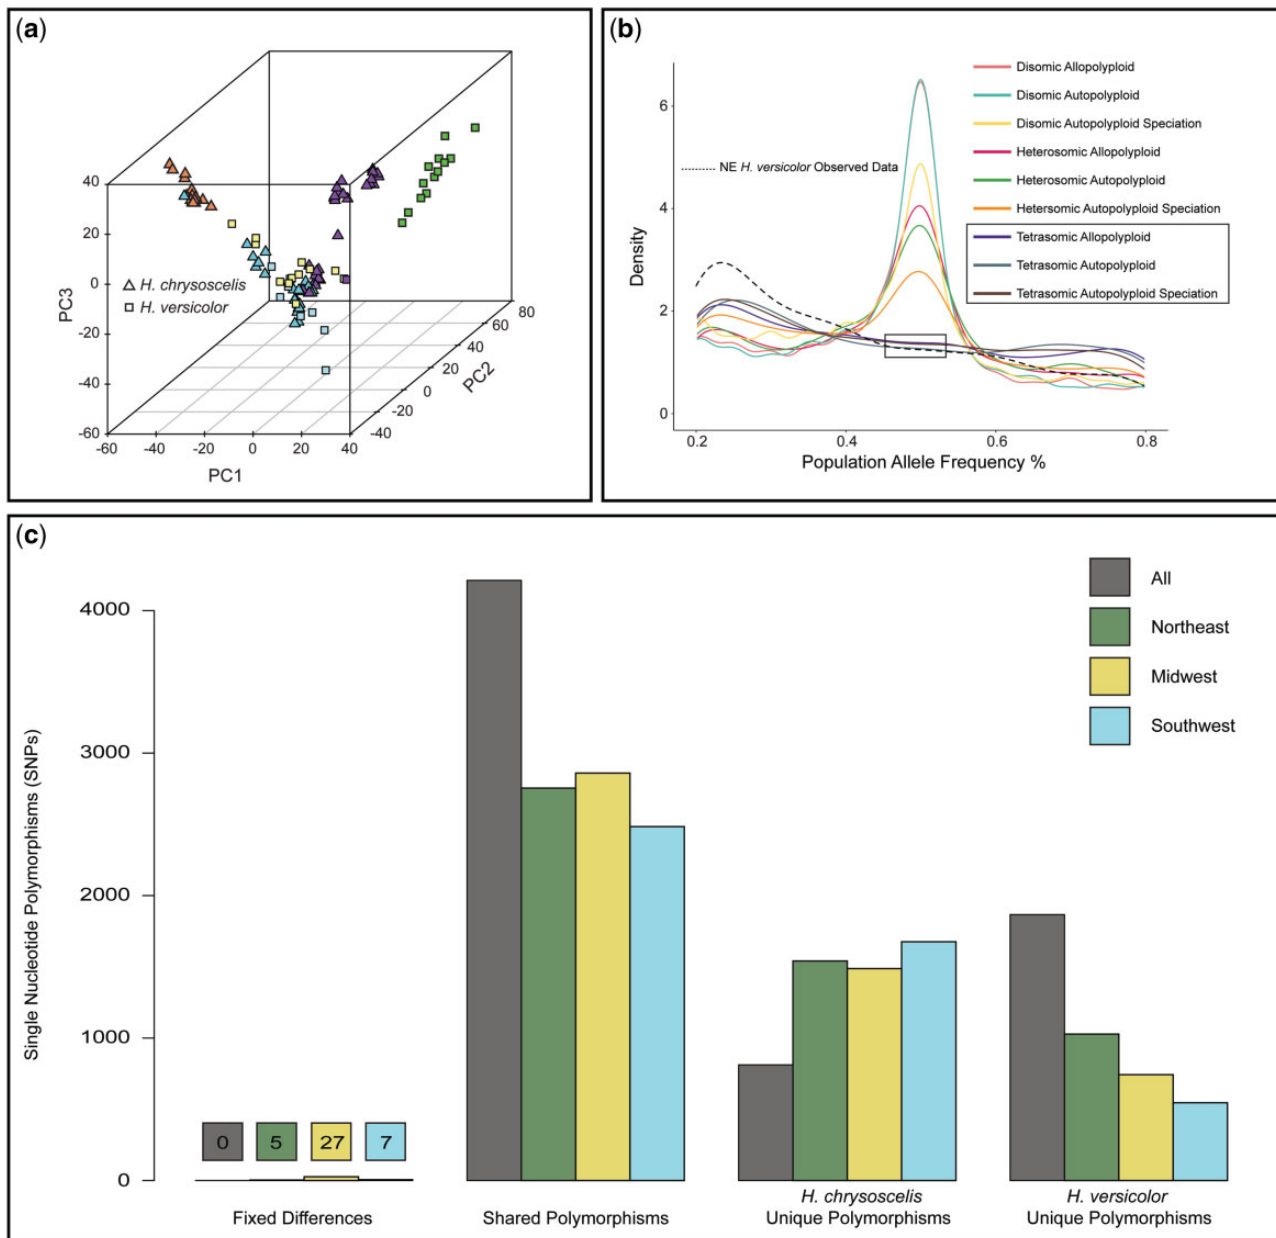 (a)
40
20
0
-20
-40
-60
PC3
H. chrysoscelis
H. versicolor
-60
-40
-20
0
20
40
PC1
-40
-20
0
20
40
60
80
PC2
(b)
6
4
2
0
Density
0.2
0.4
0.6
0.8
Population Allele Frequency %
NE H. versicolor Observed Data
Disomic Allopolyploid
Disomic Autopolyploid
Disomic Autopolyploid Speciation
Heterosomic Allopolyploid
Heterosomic Autopolyploid
Hetersomic Autopolyploid Speciation
Tetrasomic Allopolyploid
Tetrasomic Autopolyploid
Tetrasomic Autopolyploid Speciation
(c)
Single Nucleotide Polymorphisms (SNPs)
4000
3000
2000
1000
0
All
Northeast
Midwest
Southwest
0
5
27
7
Fixed Differences
Shared Polymorphisms
H. chrysoscelis
Unique Polymorphisms
H. versicolor
Unique Polymorphisms